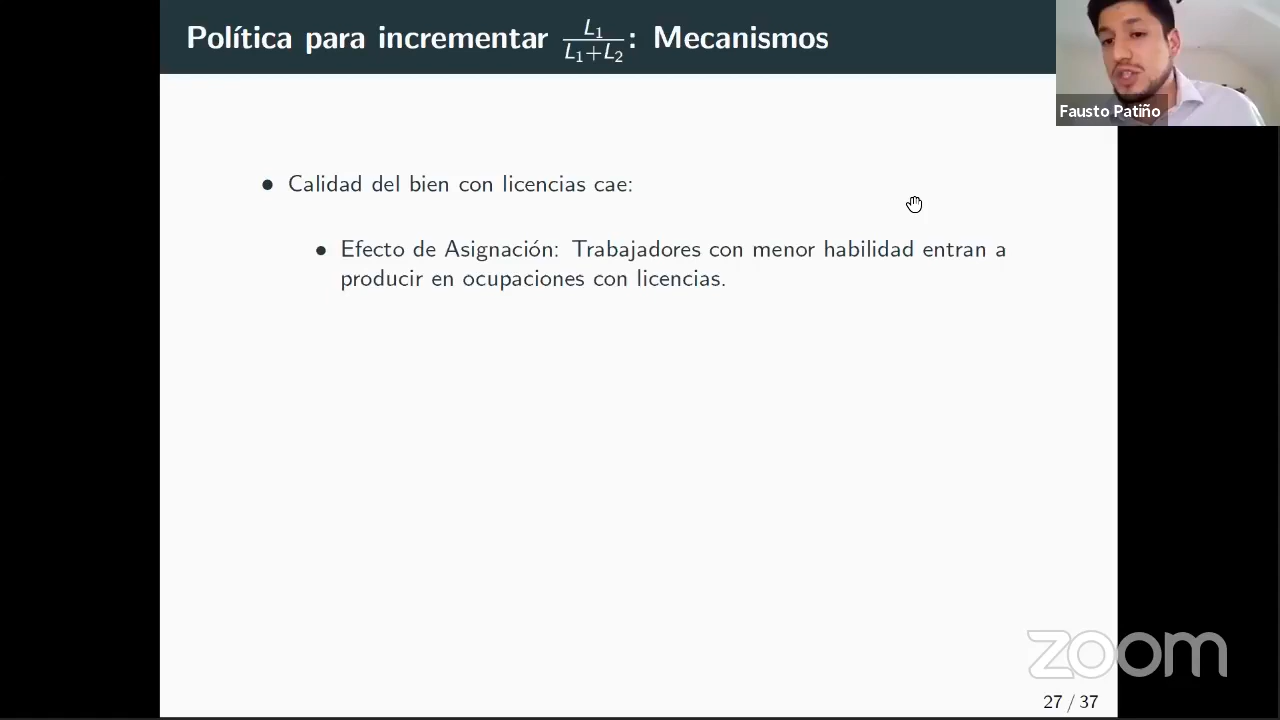 Política para incrementar L₁/(L₁+L₂): Mecanismos
Fausto Patiño
• Calidad del bien con licencias cae:
• Efecto de Asignación: Trabajadores con menor habilidad entran a
producir en ocupaciones con licencias.
zoom
27 / 37